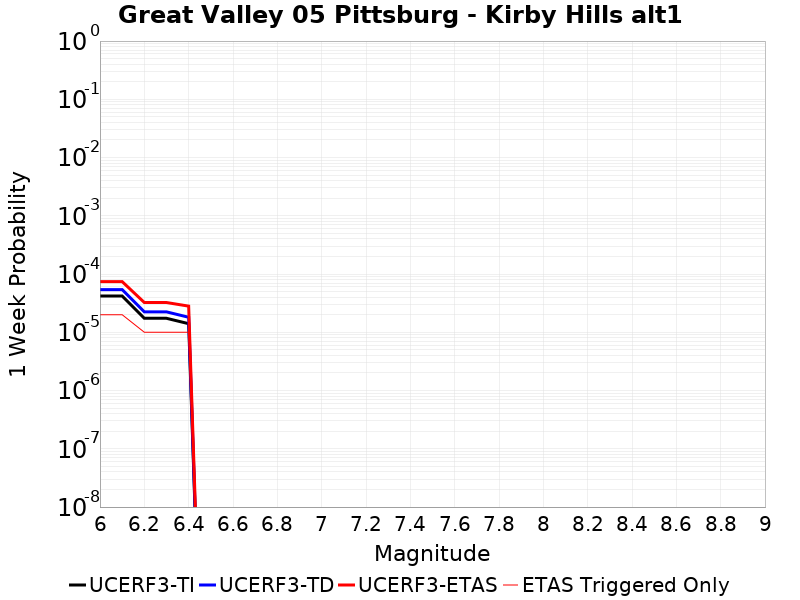 Great Valley 05 Pittsburg - Kirby Hills alt1
10^0
10^-1
10^-2
10^-3
10^-4
10^-5
10^-6
10^-7
10^-8
1 Week Probability
6 6.2 6.4 6.6 6.8 7 7.2 7.4 7.6 7.8 8 8.2 8.4 8.6 8.8 9
Magnitude
UCERF3-TI UCERF3-TD UCERF3-ETAS ETAS Triggered Only